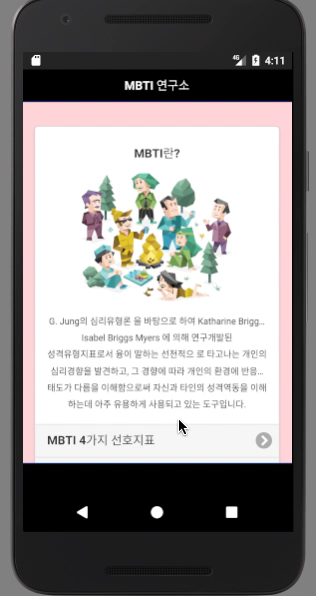 4G 4:11
MBTI 연구소
MBTI란?
G. Jung의 심리유형론 을 바탕으로 하여 Katharine Brigg...
Isabel Briggs Myers 에 의해 연구개발된
성격유형지표로서 융이 말하는 선천적으 로 타고나는 개인의
심리경향을 발견하고, 그 경향에 따라 개인의 환경에 반응...
태도가 다름을 이해함으로써 자신과 타인의 성격역동을 이해
하는데 아주 유용하게 사용되고 있는 도구입니다.
MBTI 4가지 선호지표